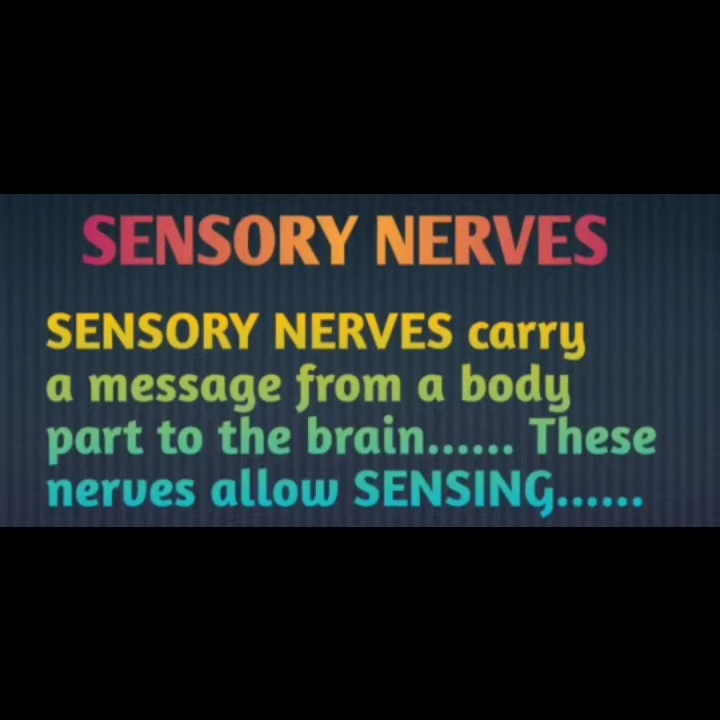 SENSORY NERVES
SENSORY NERVES carry
a message from a body
part to the brain...... These
nerves allow SENSING......